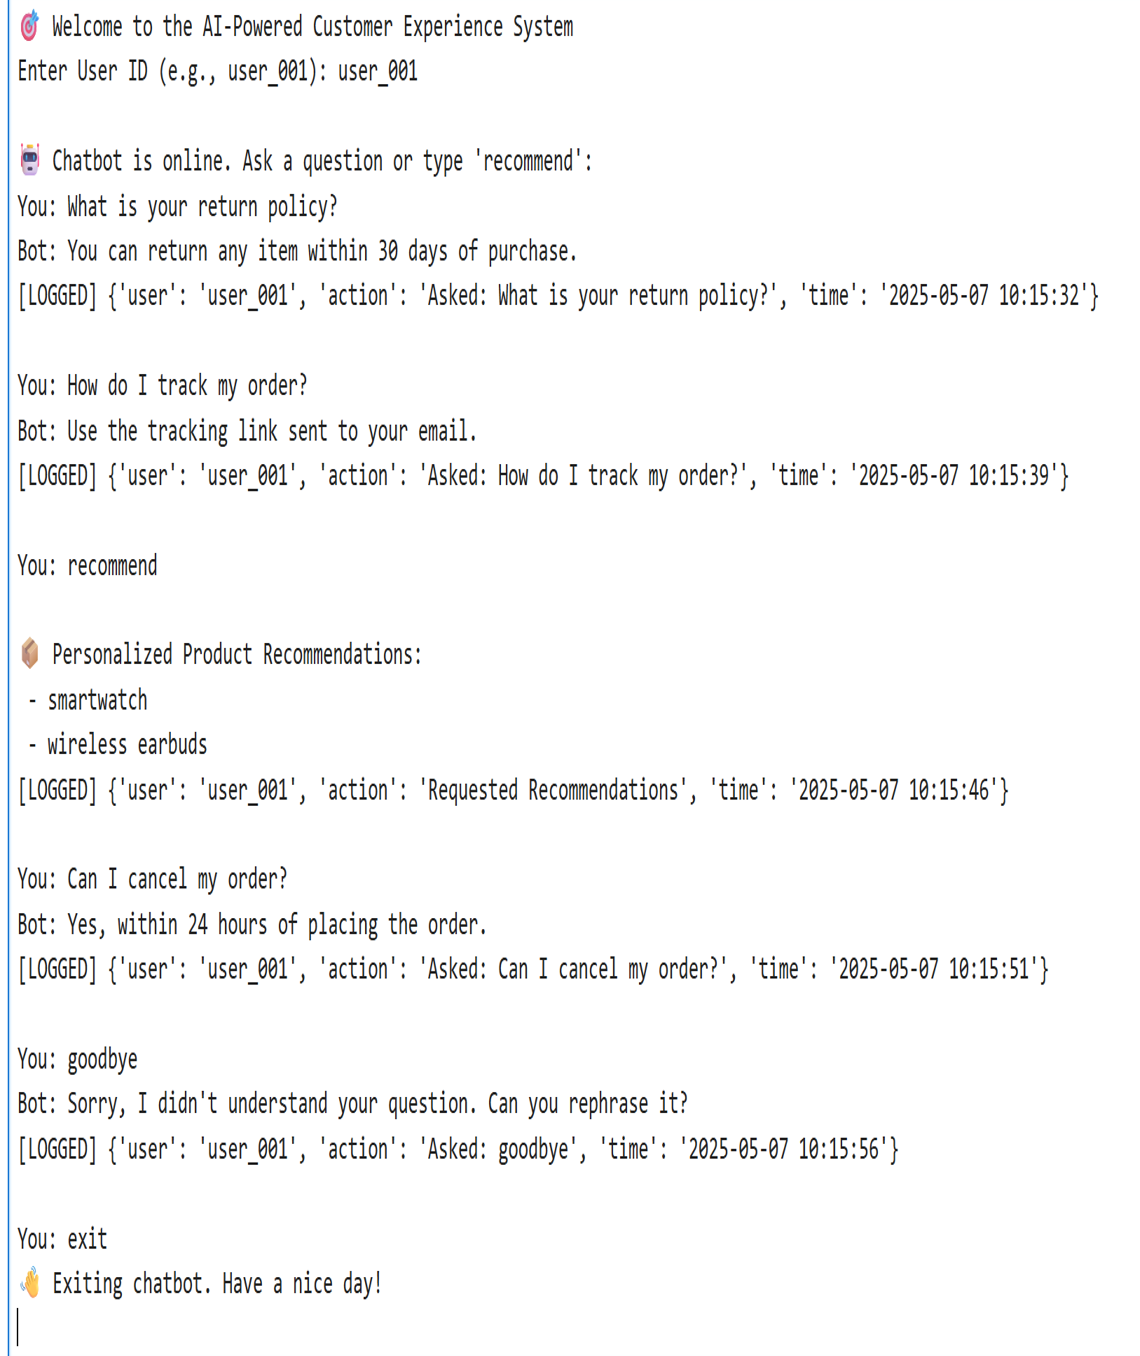 🎯 Welcome to the AI-Powered Customer Experience System
Enter User ID (e.g., user_001): user_001
🤖 Chatbot is online. Ask a question or type 'recommend':
You: What is your return policy?
Bot: You can return any item within 30 days of purchase.
[LOGGED] {'user': 'user_001', 'action': 'Asked: What is your return policy?', 'time': '2025-05-07 10:15:32'}
You: How do I track my order?
Bot: Use the tracking link sent to your email.
[LOGGED] {'user': 'user_001', 'action': 'Asked: How do I track my order?', 'time': '2025-05-07 10:15:39'}
You: recommend
📦 Personalized Product Recommendations:
- smartwatch
- wireless earbuds
[LOGGED] {'user': 'user_001', 'action': 'Requested Recommendations', 'time': '2025-05-07 10:15:46'}
You: Can I cancel my order?
Bot: Yes, within 24 hours of placing the order.
[LOGGED] {'user': 'user_001', 'action': 'Asked: Can I cancel my order?', 'time': '2025-05-07 10:15:51'}
You: goodbye
Bot: Sorry, I didn't understand your question. Can you rephrase it?
[LOGGED] {'user': 'user_001', 'action': 'Asked: goodbye', 'time': '2025-05-07 10:15:56'}
You: exit
👋 Exiting chatbot. Have a nice day!